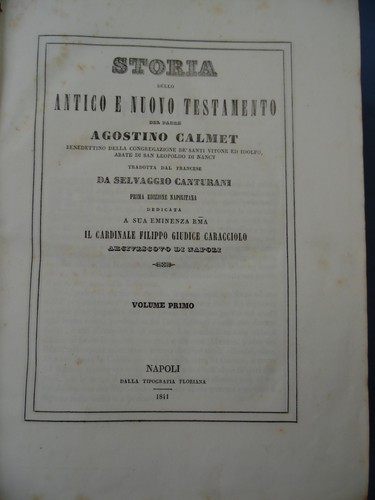 STORIA
DELLO
ANTICO E NUOVO TESTAMENTO
DEL PADRE
AGOSTINO CALMET
BENEDETTINO DELLA CONGREGAZIONE DE SANTI VITONE ED IDOLFO,
ABATE DI SAN LEOPOLDO DI NANCY
TRADOTTA DAL FRANCESE
DA SELVAGGIO CANTURANI
PRIMA EDIZIONE NAPOLITANA
DEDICATA
A SUA EMINENZA RMA
IL CARDINALE FILIPPO GIUDICE CARACCIOLO
ARCIVESCOVO DI NAPOLI
VOLUME PRIMO
NAPOLI
DALLA TIPOGRAFIA FLORIANA
1841